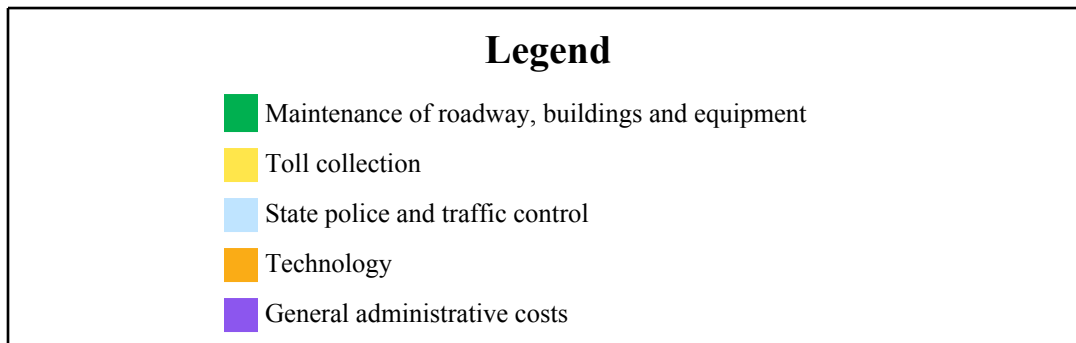 Legend
Maintenance of roadway, buildings and equipment
Toll collection
State police and traffic control
Technology
General administrative costs